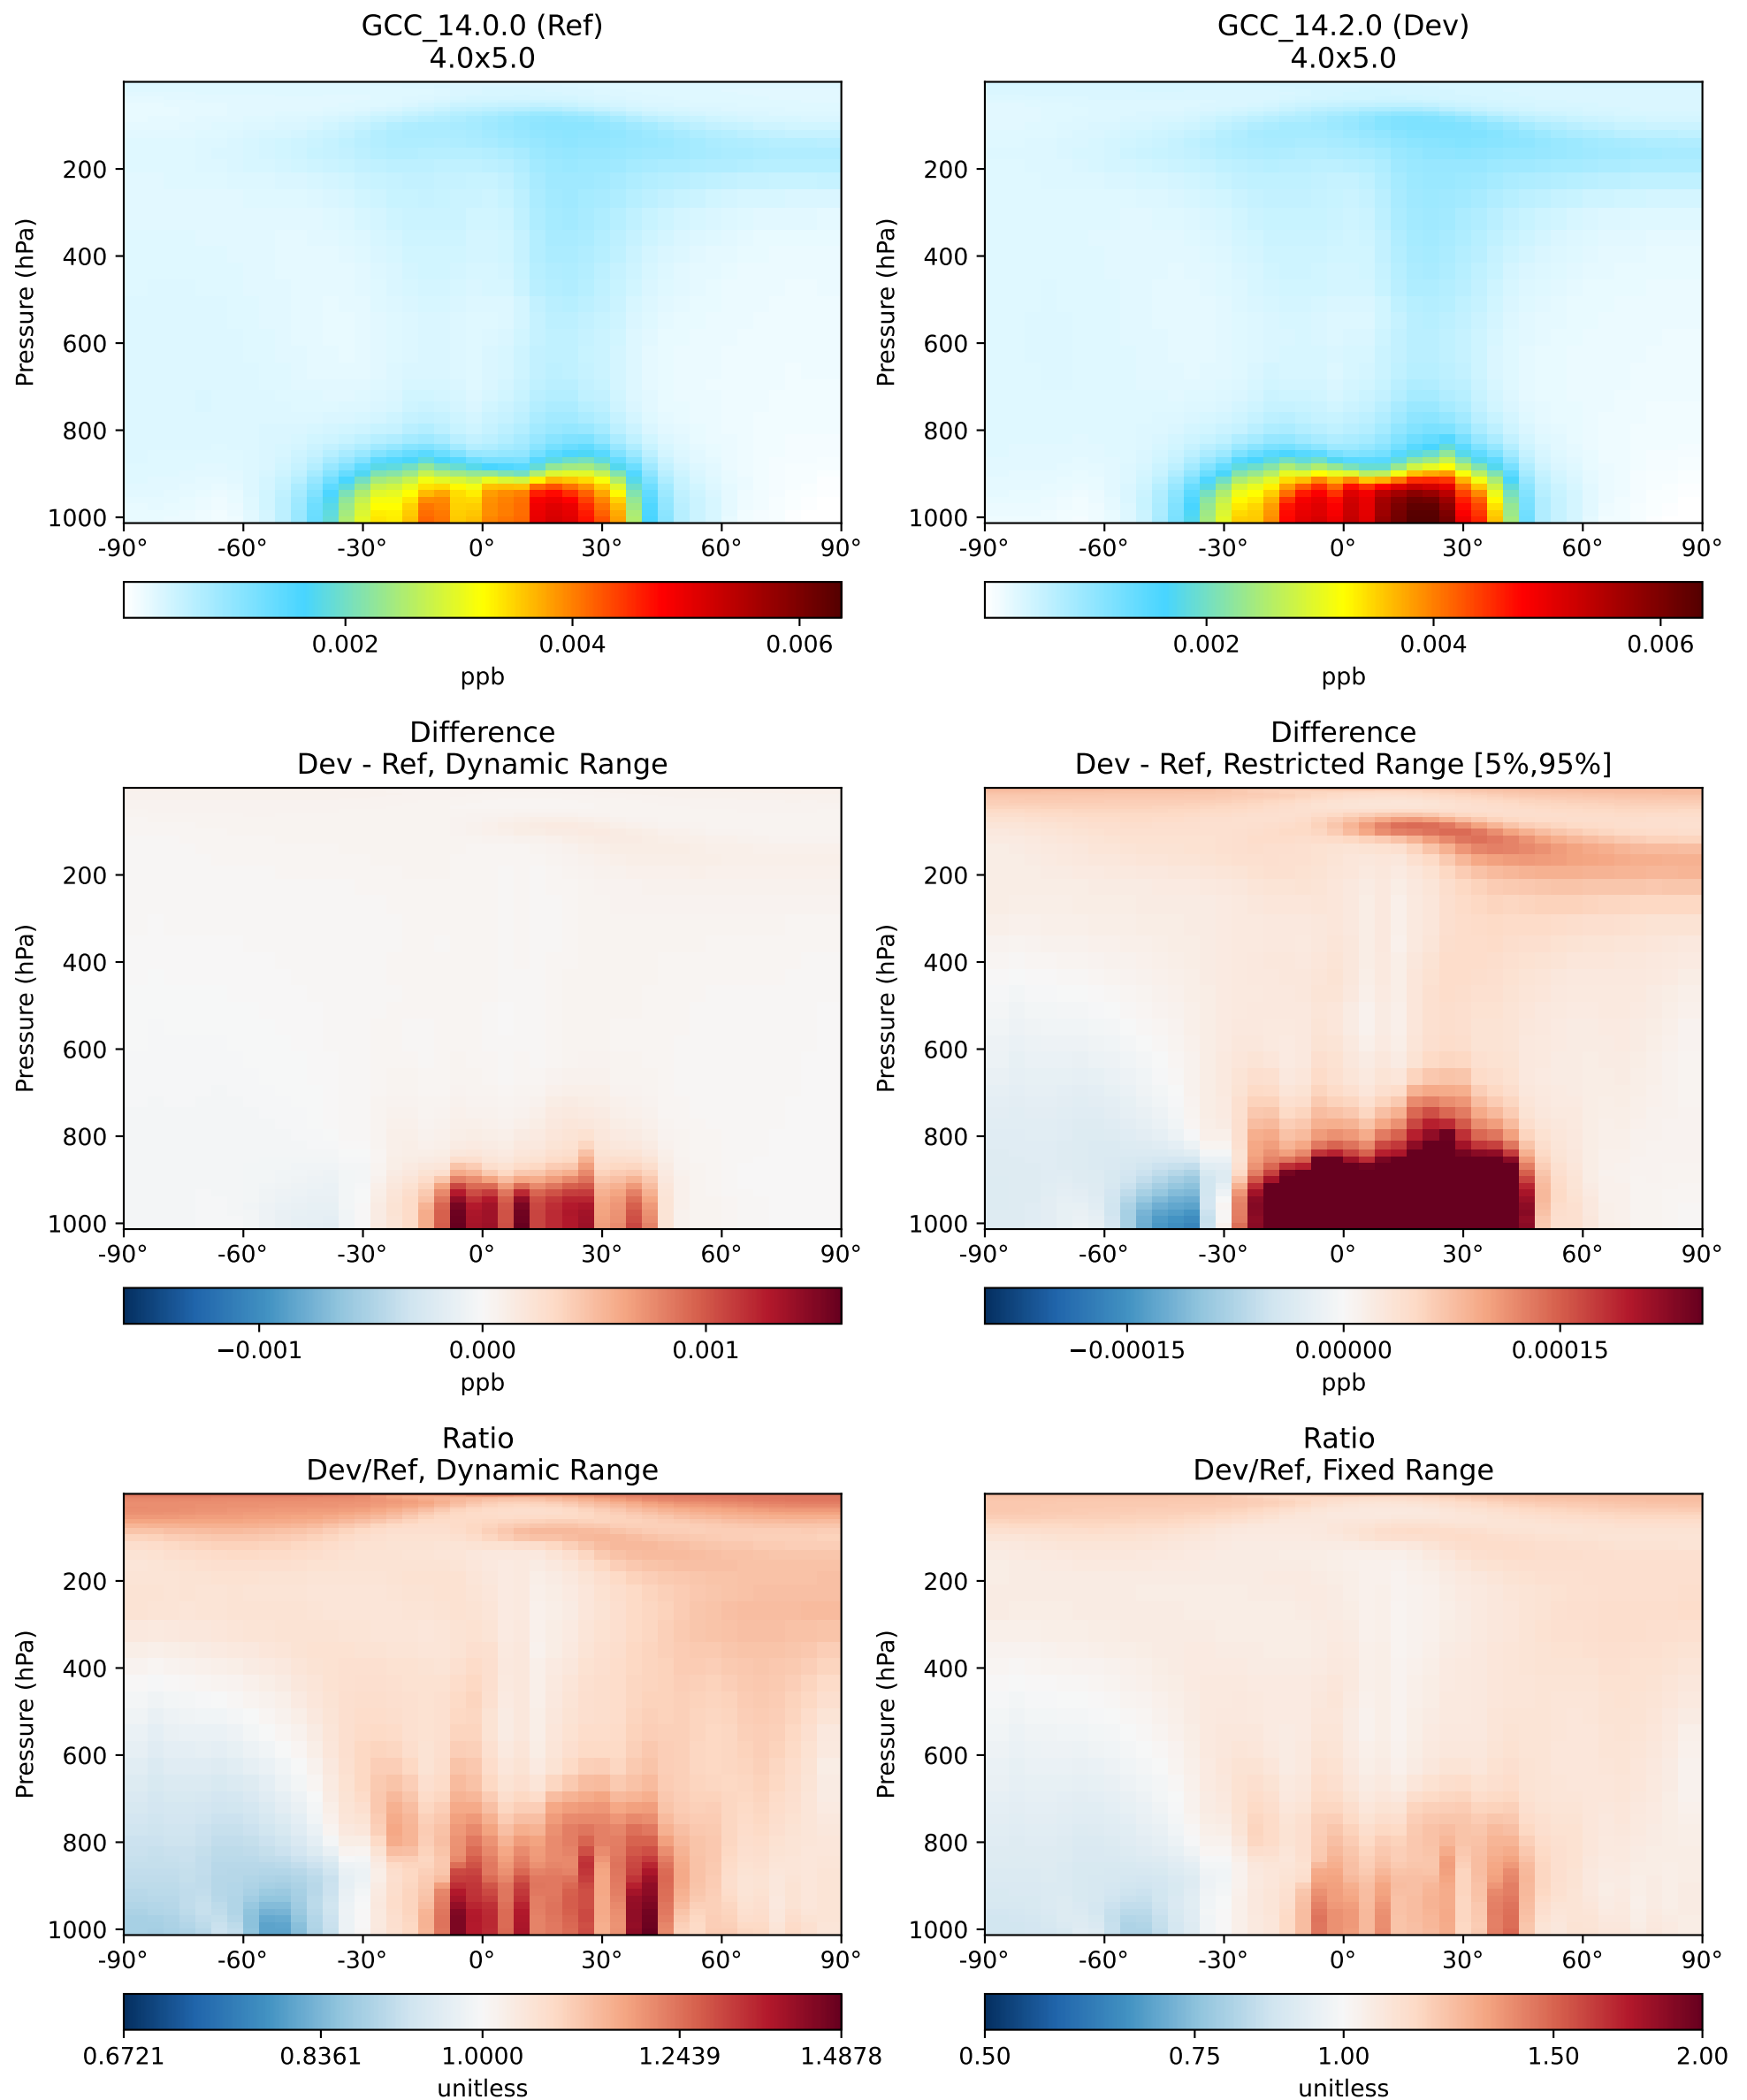 GCC_14.0.0 (Ref)
4.0x5.0
GCC_14.2.0 (Dev)
4.0x5.0
Pressure (hPa)
200
400
600
800
1000
-90° -60° -30° 0° 30° 60° 90°
0.002 0.004 0.006
ppb
Pressure (hPa)
200
400
600
800
1000
-90° -60° -30° 0° 30° 60° 90°
0.002 0.004 0.006
ppb
Difference
Dev - Ref, Dynamic Range
Pressure (hPa)
200
400
600
800
1000
-90° -60° -30° 0° 30° 60° 90°
−0.001 0.000 0.001
ppb
Difference
Dev - Ref, Restricted Range [5%,95%]
Pressure (hPa)
200
400
600
800
1000
-90° -60° -30° 0° 30° 60° 90°
−0.00015 0.00000 0.00015
ppb
Ratio
Dev/Ref, Dynamic Range
Pressure (hPa)
200
400
600
800
1000
-90° -60° -30° 0° 30° 60° 90°
0.6721 0.8361 1.0000 1.2439 1.4878
unitless
Ratio
Dev/Ref, Fixed Range
Pressure (hPa)
200
400
600
800
1000
-90° -60° -30° 0° 30° 60° 90°
0.50 0.75 1.00 1.50 2.00
unitless